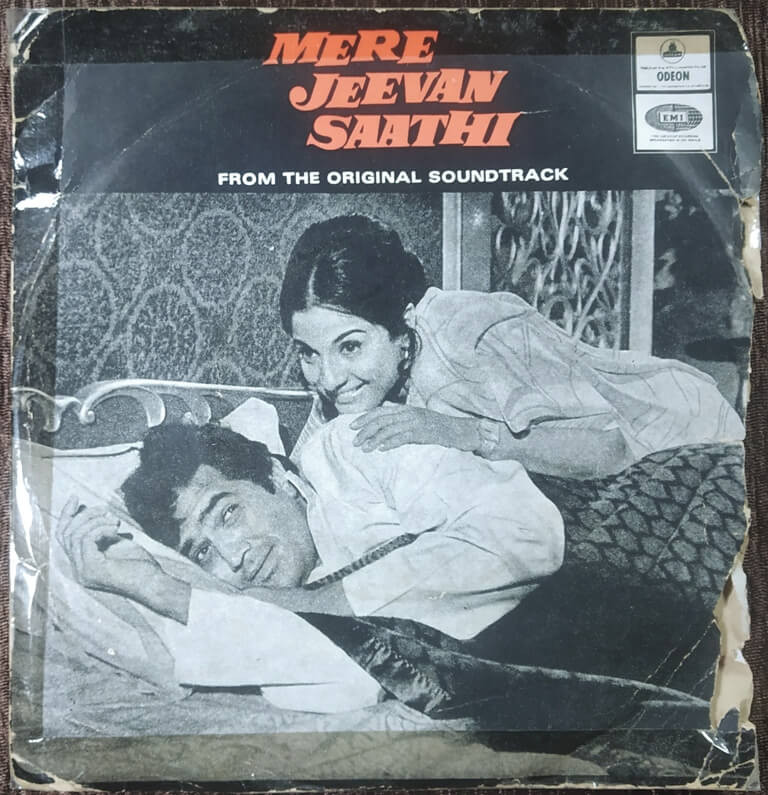 MERE
JEEVAN
SAATHI
FROM THE ORIGINAL SOUNDTRACK
ODEON
EMI